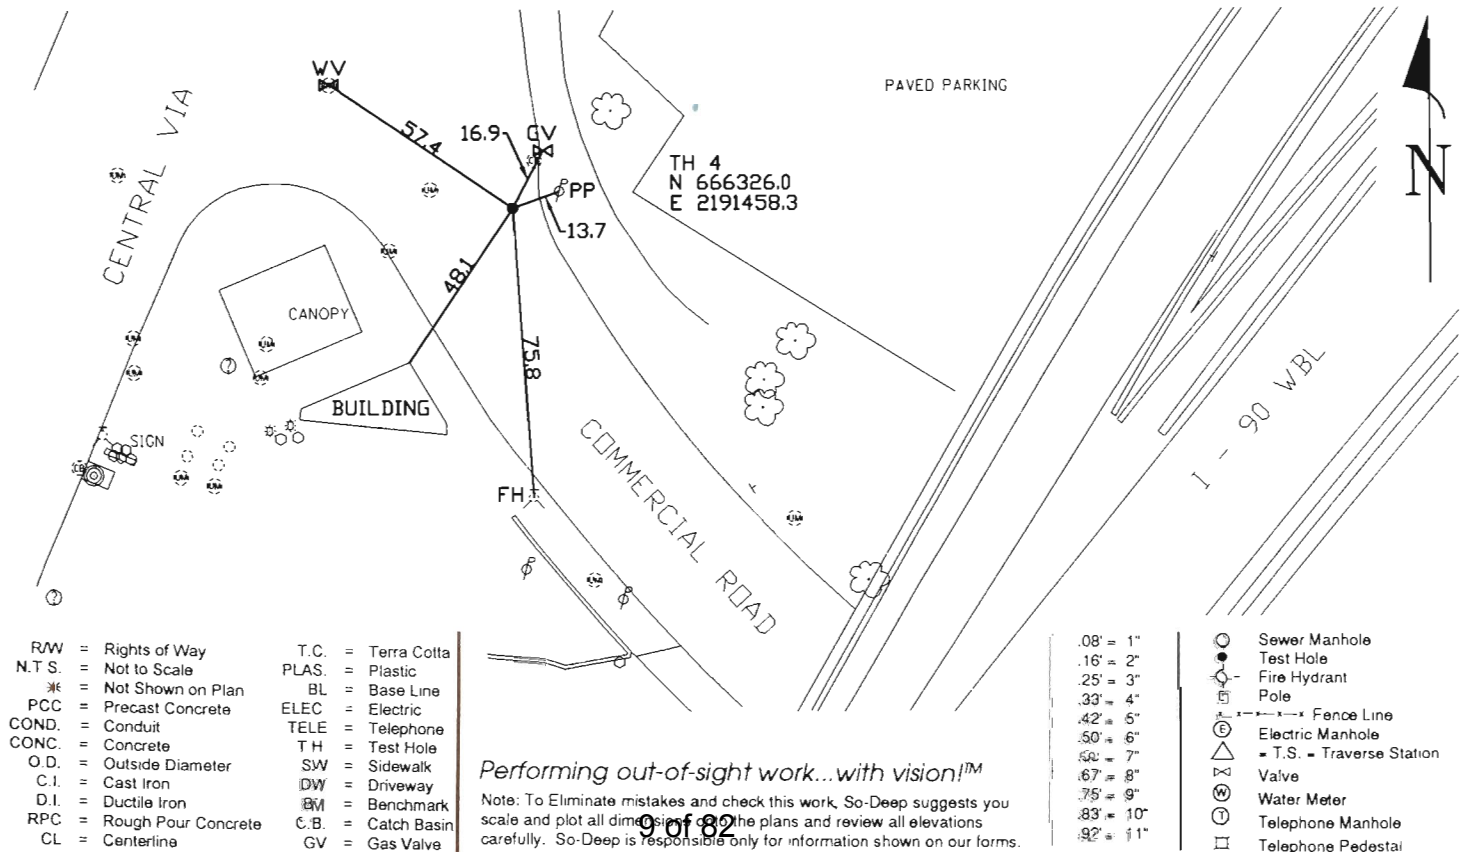 WV
PAVED PARKING
CENTRAL VIA
57.4
16.9
GV
TH 4
N 666326.0
E 2191458.3
PP
13.7
N
48.1
CANOPY
75.8
BUILDING
SIGN
CB
?
?
FH
COMMERCIAL ROAD
I - 90 WBL
R/W = Rights of Way
N.T S. = Not to Scale
= Not Shown on Plan
PCC = Precast Concrete
COND. = Conduit
CONC. = Concrete
O.D. = Outside Diameter
C.I. = Cast Iron
D.I. = Ductile Iron
RPC = Rough Pour Concrete
CL = Centerline
T.C. = Terra Cotta
PLAS. = Plastic
BL = Base Line
ELEC = Electric
TELE = Telephone
T H = Test Hole
SW = Sidewalk
DW = Driveway
BM = Benchmark
C.B. = Catch Basin
GV = Gas Valve
Performing out-of-sight work...with vision!™
Note: To Eliminate mistakes and check this work, So-Deep suggests you
scale and plot all dimensions onto the plans and review all elevations
carefully. So-Deep is responsible only for information shown on our forms.
9 of 82
.08' = 1"
.16' = 2"
.25' = 3"
.33' = 4"
.42' = 5"
.50' = 6"
= 7"
.67' = 8"
.75' = 9"
.83' = 10"
.92' = 11"
Sewer Manhole
Test Hole
Fire Hydrant
Pole
x x Fence Line
E Electric Manhole
= T.S. = Traverse Station
Valve
W Water Meter
T Telephone Manhole
Telephone Pedestal